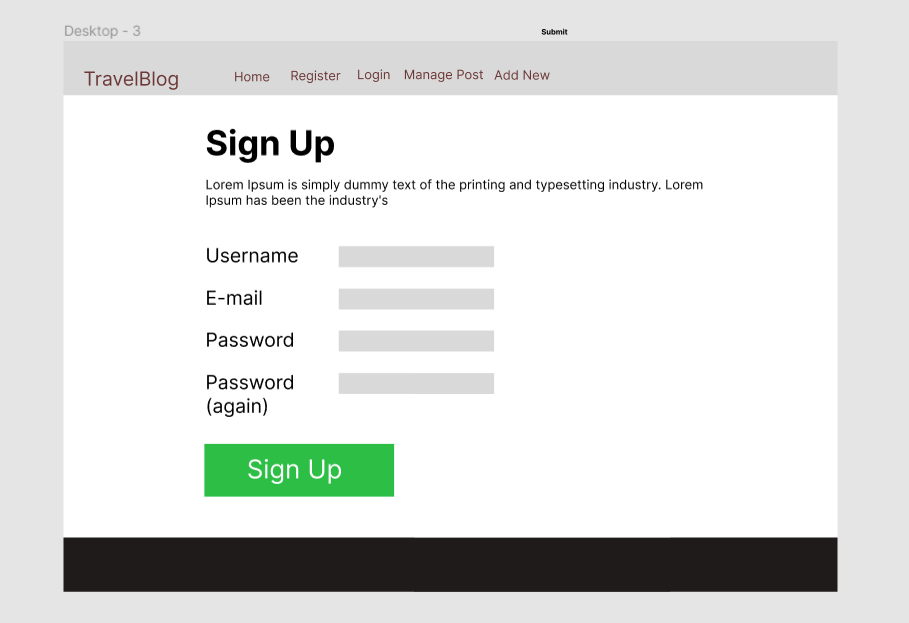 Desktop - 3
Submit
TravelBlog
Home
Register
Login
Manage Post
Add New
Sign Up
Lorem Ipsum is simply dummy text of the printing and typesetting industry. Lorem
Ipsum has been the industry's
Username
E-mail
Password
Password
(again)
Sign Up